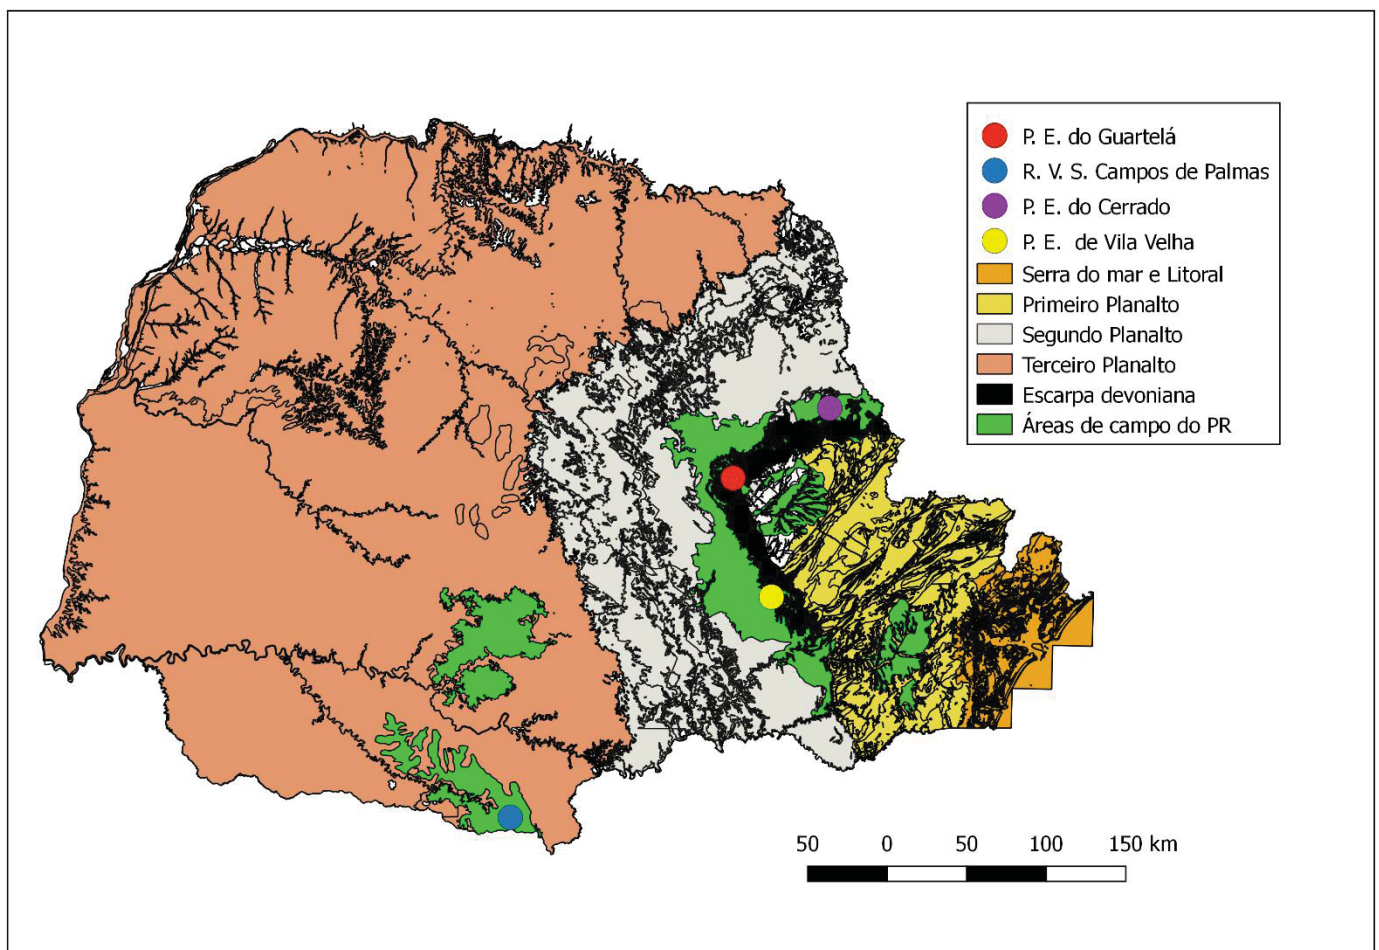 P. E. do Guartelá
R. V. S. Campos de Palmas
P. E. do Cerrado
P. E. de Vila Velha
Serra do mar e Litoral
Primeiro Planalto
Segundo Planalto
Terceiro Planalto
Escarpa devoniana
Áreas de campo do PR
50 0 50 100 150 km